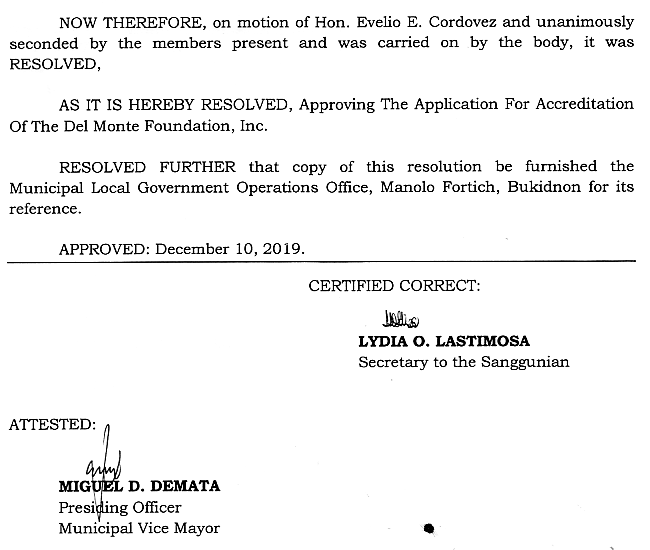 NOW THEREFORE, on motion of Hon. Evelio E. Cordovez and unanimously
seconded by the members present and was carried on by the body, it was
RESOLVED,
AS IT IS HEREBY RESOLVED, Approving The Application For Accreditation
Of The Del Monte Foundation, Inc.
RESOLVED FURTHER that copy of this resolution be furnished the
Municipal Local Government Operations Office, Manolo Fortich, Bukidnon for its
reference.
APPROVED: December 10, 2019.
CERTIFIED CORRECT:
LYDIA O. LASTIMOSA
Secretary to the Sanggunian
ATTESTED:
MIGUEL D. DEMATA
Presiding Officer
Municipal Vice Mayor